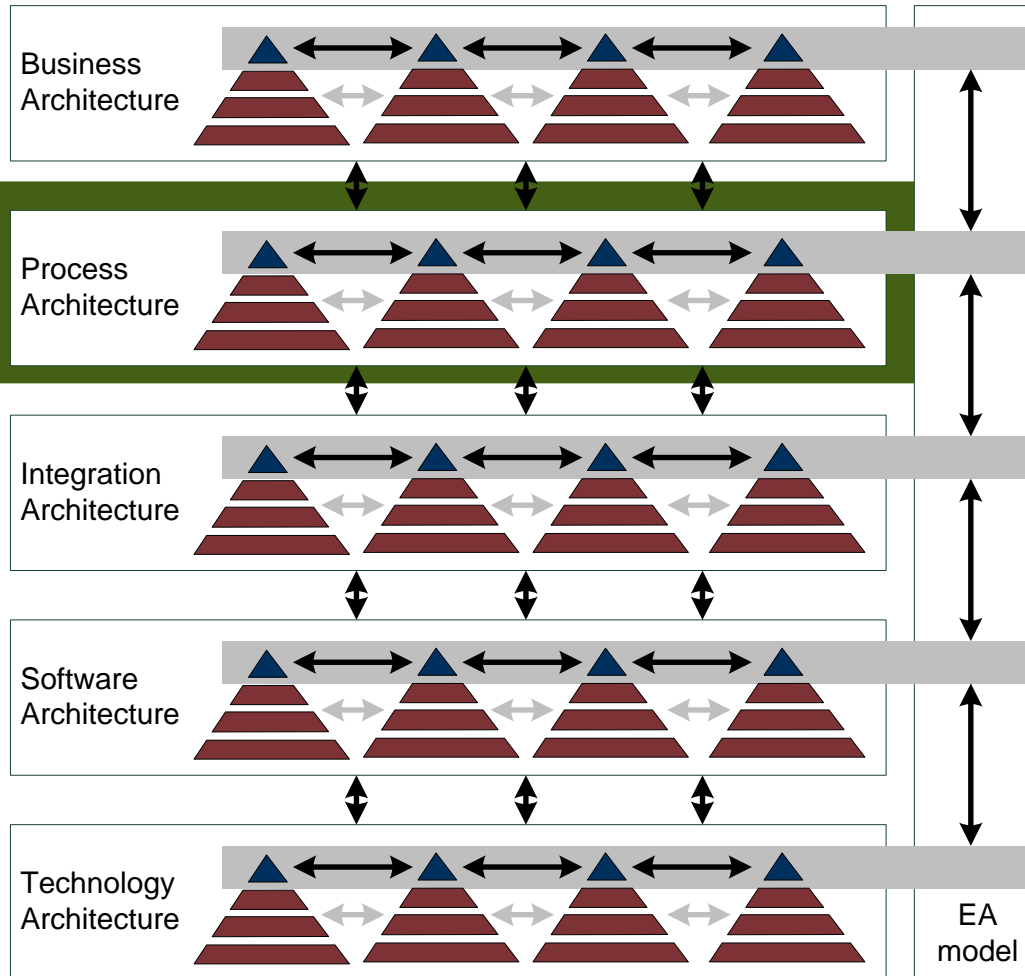 Business
Architecture
Process
Architecture
Integration
Architecture
Software
Architecture
Technology
Architecture
EA
model